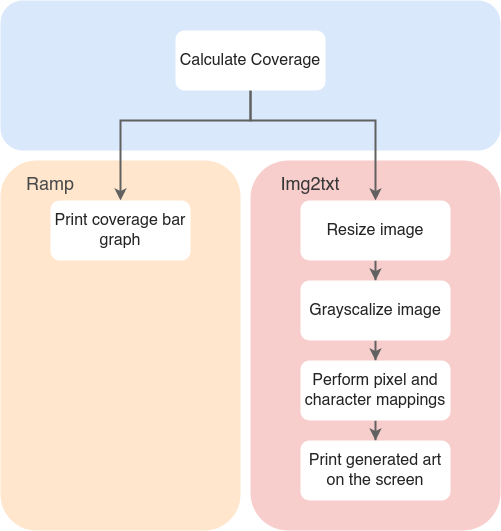 Calculate Coverage
Ramp
Print coverage bar
graph
Img2txt
Resize image
Grayscalize image
Perform pixel and
character mappings
Print generated art
on the screen